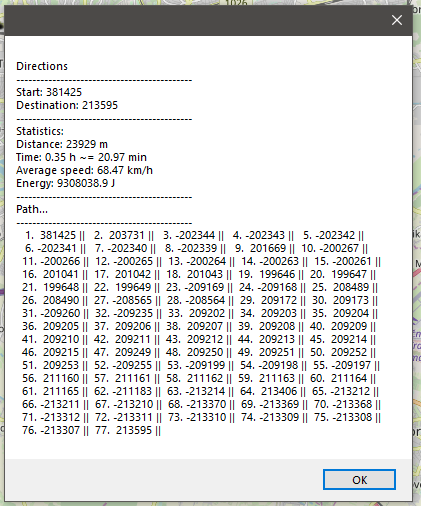 1026
Directions
--------------------------------------------
Start: 381425
Destination: 213595
--------------------------------------------
Statistics:
Distance: 23929 m
Time: 0.35 h ~= 20.97 min
Average speed: 68.47 km/h
Energy: 9308038.9 J
--------------------------------------------
Path...
--------------------------------------------
1. 381425 || 2. 203731 || 3. -202344 || 4. -202343 || 5. -202342 ||
6. -202341 || 7. -202340 || 8. -202339 || 9. 201669 || 10. -200267 ||
11. -200266 || 12. -200265 || 13. -200264 || 14. -200263 || 15. -200261 ||
16. 201041 || 17. 201042 || 18. 201043 || 19. 199646 || 20. 199647 ||
21. 199648 || 22. 199649 || 23. -209169 || 24. -209168 || 25. 208489 ||
26. 208490 || 27. -208565 || 28. -208564 || 29. 209172 || 30. 209173 ||
31. -209260 || 32. -209235 || 33. 209202 || 34. 209203 || 35. 209204 ||
36. 209205 || 37. 209206 || 38. 209207 || 39. 209208 || 40. 209209 ||
41. 209210 || 42. 209211 || 43. 209212 || 44. 209213 || 45. 209214 ||
46. 209215 || 47. 209249 || 48. 209250 || 49. 209251 || 50. 209252 ||
51. 209253 || 52. -209255 || 53. -209199 || 54. -209198 || 55. -209197 ||
56. 211160 || 57. 211161 || 58. 211162 || 59. 211163 || 60. 211164 ||
61. 211165 || 62. -211183 || 63. -213214 || 64. 213406 || 65. -213212 ||
66. -213211 || 67. -213210 || 68. -213370 || 69. -213369 || 70. -213368 ||
71. -213312 || 72. -213311 || 73. -213310 || 74. -213309 || 75. -213308 ||
76. -213307 || 77. 213595 ||
OK